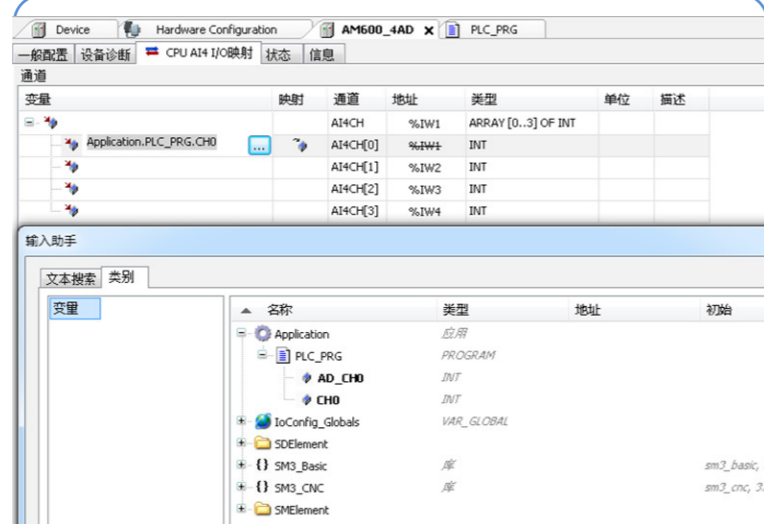 Device Hardware Configuration AM600_4AD PLC_PRG
一般配置 设备诊断 CPU AI4 I/O映射 状态 信息
通道
变量 映射 通道 地址 类型 单位 描述
AI4CH %IW1 ARRAY [0..3] OF INT
Application.PLC_PRG.CH0 ... AI4CH[0] %IW1 INT
AI4CH[1] %IW2 INT
AI4CH[2] %IW3 INT
AI4CH[3] %IW4 INT
输入助手
文本搜索 类别
变量 名称 类型 地址 初始
Application 应用
PLC_PRG PROGRAM
AD_CH0 INT
CH0 INT
IoConfig_Globals VAR_GLOBAL
SDElement
{} SM3_Basic 库 sm3_basic,
{} SM3_CNC 库 sm3_cnc, 3.
SMElement